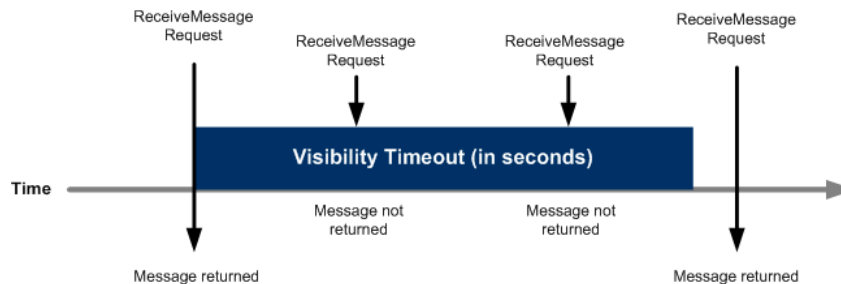 ReceiveMessage
Request
ReceiveMessage
Request
ReceiveMessage
Request
ReceiveMessage
Request
Visibility Timeout (in seconds)
Time
Message not
returned
Message not
returned
Message returned
Message returned